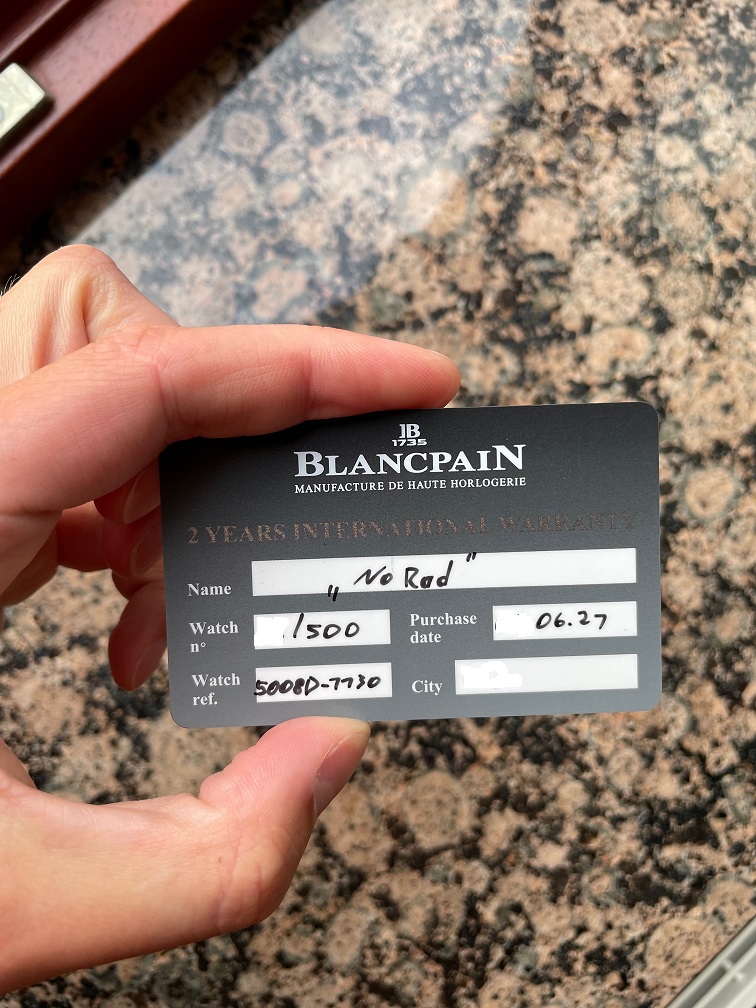 JB
1735
BLANCPAIN
MANUFACTURE DE HAUTE HORLOGERIE
2 YEARS INTERNATIONAL WARRANTY
Name „No Rad"
Watch n° /500 Purchase date 06.27
Watch ref. 5008D-7730 City